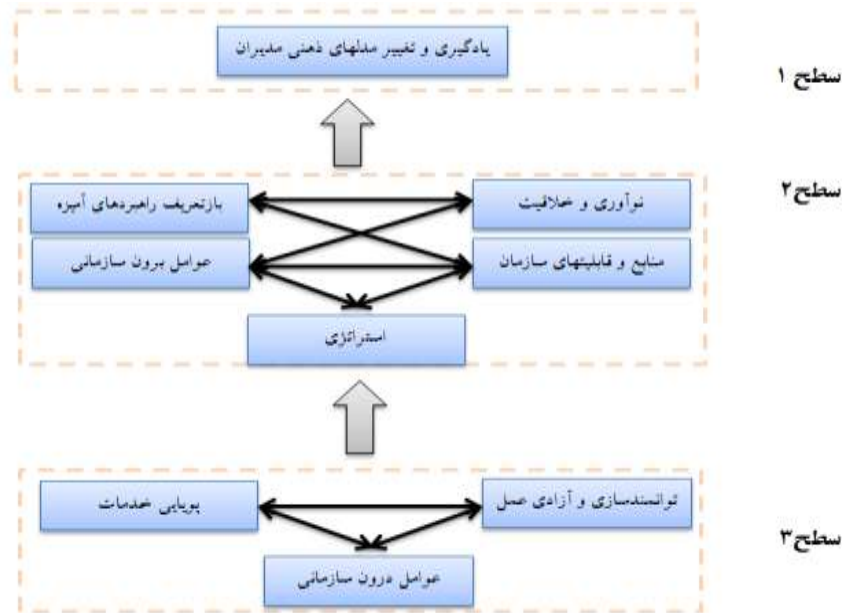 یادگیری و تغییر مدلهای ذهنی مدیران
سطح ۱
سطح۲
نوآوری و خلاقیت
بازتعریف راهبردهای آمیزه
منابع و قابلیتهای سازمان
عوامل برون سازمانی
استراتژی
توانمندسازی و آزادی عمل
پویایی خدمات
سطح۳
عوامل درون سازمانی